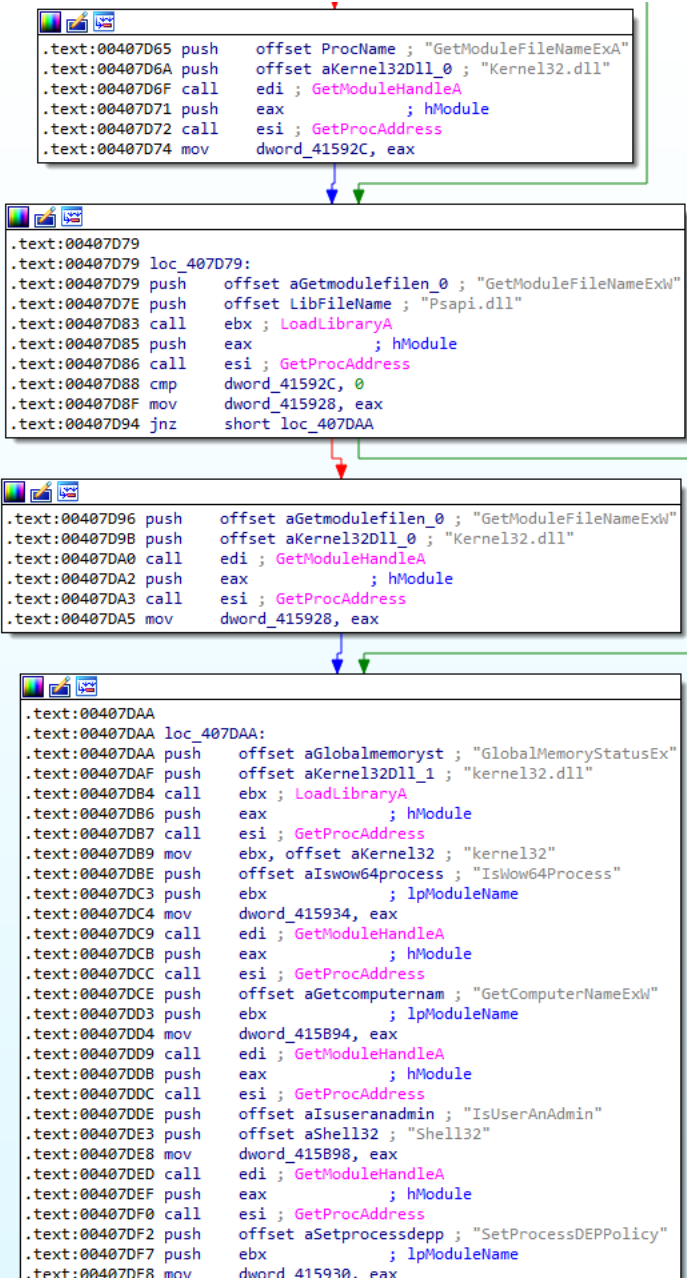 .text:00407D65 push offset ProcName ; "GetModuleFileNameExA"
.text:00407D6A push offset aKernel32Dll_0 ; "Kernel32.dll"
.text:00407D6F call edi ; GetModuleHandleA
.text:00407D71 push eax ; hModule
.text:00407D72 call esi ; GetProcAddress
.text:00407D74 mov dword_41592C, eax
.text:00407D79
.text:00407D79 loc_407D79:
.text:00407D79 push offset aGetmodulefilen_0 ; "GetModuleFileNameExW"
.text:00407D7E push offset LibFileName ; "Psapi.dll"
.text:00407D83 call ebx ; LoadLibraryA
.text:00407D85 push eax ; hModule
.text:00407D86 call esi ; GetProcAddress
.text:00407D88 cmp dword_41592C, 0
.text:00407D8F mov dword_415928, eax
.text:00407D94 jnz short loc_407DAA
.text:00407D96 push offset aGetmodulefilen_0 ; "GetModuleFileNameExW"
.text:00407D9B push offset aKernel32Dll_0 ; "Kernel32.dll"
.text:00407DA0 call edi ; GetModuleHandleA
.text:00407DA2 push eax ; hModule
.text:00407DA3 call esi ; GetProcAddress
.text:00407DA5 mov dword_415928, eax
.text:00407DAA
.text:00407DAA loc_407DAA:
.text:00407DAA push offset aGlobalmemoryst ; "GlobalMemoryStatusEx"
.text:00407DAF push offset aKernel32Dll_1 ; "kernel32.dll"
.text:00407DB4 call ebx ; LoadLibraryA
.text:00407DB6 push eax ; hModule
.text:00407DB7 call esi ; GetProcAddress
.text:00407DB9 mov ebx, offset aKernel32 ; "kernel32"
.text:00407DBE push offset aIswow64process ; "IsWow64Process"
.text:00407DC3 push ebx ; lpModuleName
.text:00407DC4 mov dword_415934, eax
.text:00407DC9 call edi ; GetModuleHandleA
.text:00407DCB push eax ; hModule
.text:00407DCC call esi ; GetProcAddress
.text:00407DCE push offset aGetcomputernam ; "GetComputerNameExW"
.text:00407DD3 push ebx ; lpModuleName
.text:00407DD4 mov dword_415B94, eax
.text:00407DD9 call edi ; GetModuleHandleA
.text:00407DDB push eax ; hModule
.text:00407DDC call esi ; GetProcAddress
.text:00407DDE push offset aIsuseranadmin ; "IsUserAnAdmin"
.text:00407DE3 push offset aShell32 ; "Shell32"
.text:00407DE8 mov dword_415B98, eax
.text:00407DED call edi ; GetModuleHandleA
.text:00407DEF push eax ; hModule
.text:00407DF0 call esi ; GetProcAddress
.text:00407DF2 push offset aSetprocessdepp ; "SetProcessDEPPolicy"
.text:00407DF7 push ebx ; lpModuleName
.text:00407DF8 mov dword_415930, eax